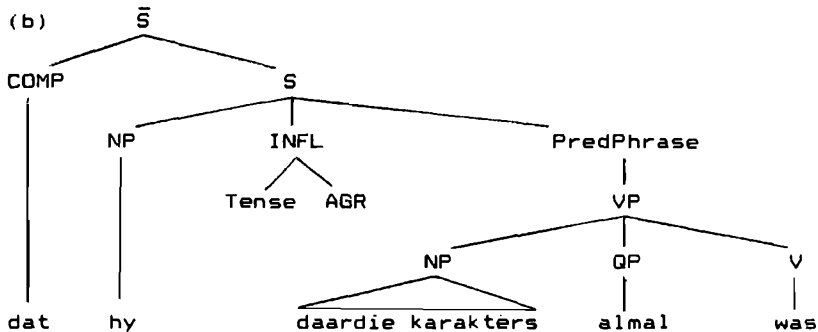 (b) S̄
COMP S
NP INFL PredPhrase
Tense AGR VP
NP QP V
dat hy daardie karakters almal was